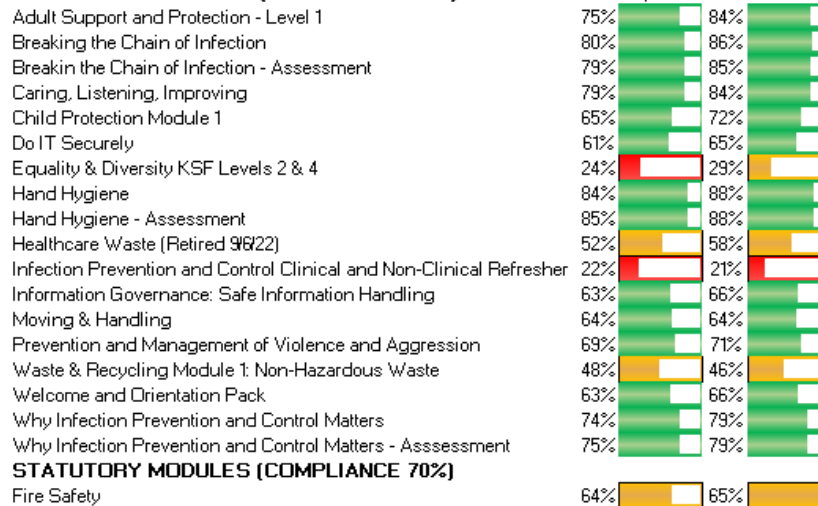 Adult Support and Protection - Level 1 75% 84%
Breaking the Chain of Infection 80% 86%
Breakin the Chain of Infection - Assessment 79% 85%
Caring, Listening, Improving 79% 84%
Child Protection Module 1 65% 72%
Do IT Securely 61% 65%
Equality & Diversity KSF Levels 2 & 4 24% 29%
Hand Hygiene 84% 88%
Hand Hygiene - Assessment 85% 88%
Healthcare Waste (Retired 9/6/22) 52% 58%
Infection Prevention and Control Clinical and Non-Clinical Refresher 22% 21%
Information Governance: Safe Information Handling 63% 66%
Moving & Handling 64% 64%
Prevention and Management of Violence and Aggression 69% 71%
Waste & Recycling Module 1: Non-Hazardous Waste 48% 46%
Welcome and Orientation Pack 63% 66%
Why Infection Prevention and Control Matters 74% 79%
Why Infection Prevention and Control Matters - Asssessment 75% 79%
STATUTORY MODULES (COMPLIANCE 70%)
Fire Safety 64% 65%